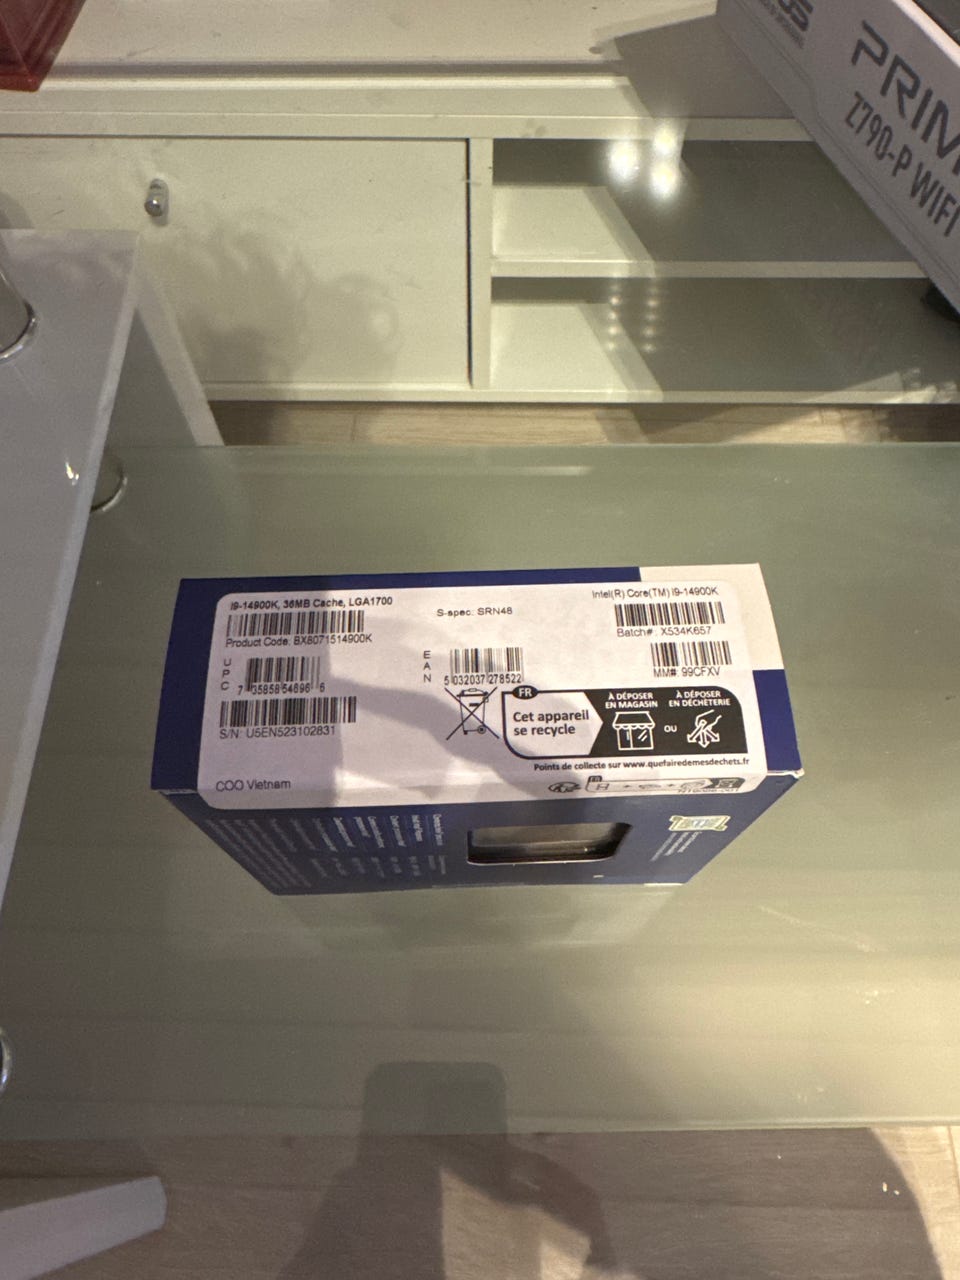 PRIM
Z790-P WIFI
I9-14900K, 36MB Cache, LGA1700
Product Code: BX8071514900K
S-spec: SRN48
Intel(R) Core(TM) I9-14900K
Batch#: X534K657
UPC
7 35858 54696 6
EAN
5 032037 278522
MM#: 99CFXV
S/N: U5EN523102831
FR
Cet appareil
se recycle
À DÉPOSER
EN MAGASIN
OU
À DÉPOSER
EN DÉCHÈTERIE
Points de collecte sur www.quefairedemesdechets.fr
COO Vietnam